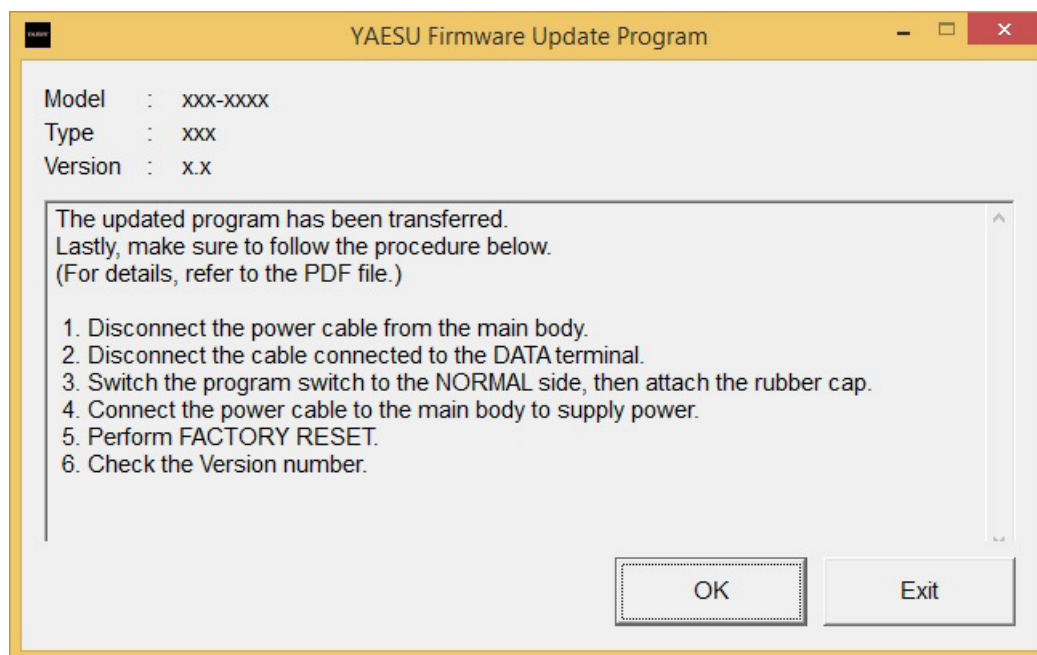 YAESU Firmware Update Program
Model : xxx-xxxx
Type : xxx
Version : x.x
The updated program has been transferred.
Lastly, make sure to follow the procedure below.
(For details, refer to the PDF file.)
1. Disconnect the power cable from the main body.
2. Disconnect the cable connected to the DATA terminal.
3. Switch the program switch to the NORMAL side, then attach the rubber cap.
4. Connect the power cable to the main body to supply power.
5. Perform FACTORY RESET.
6. Check the Version number.
OK Exit